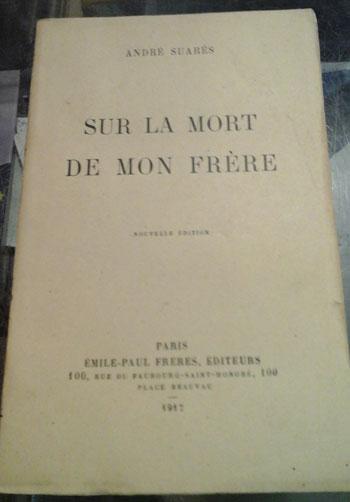 ANDRÉ SUARÈS
SUR LA MORT
DE MON FRÈRE
NOUVELLE ÉDITION
PARIS
ÉMILE-PAUL FRÈRES, ÉDITEURS
100, RUE DU FAUBOURG-SAINT-HONORÉ, 100
PLACE BEAUVAU
1917